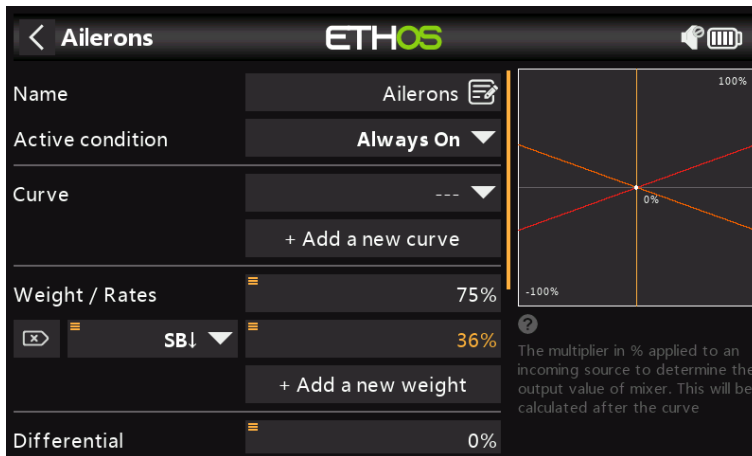 Ailerons
ETHOS
Name
Ailerons
Active condition
Always On
Curve
---
+ Add a new curve
Weight / Rates
75%
SB↓
36%
+ Add a new weight
Differential
0%
100%
0%
-100%
?
The multiplier in % applied to an
incoming source to determine the
output value of mixer. This will be
calculated after the curve